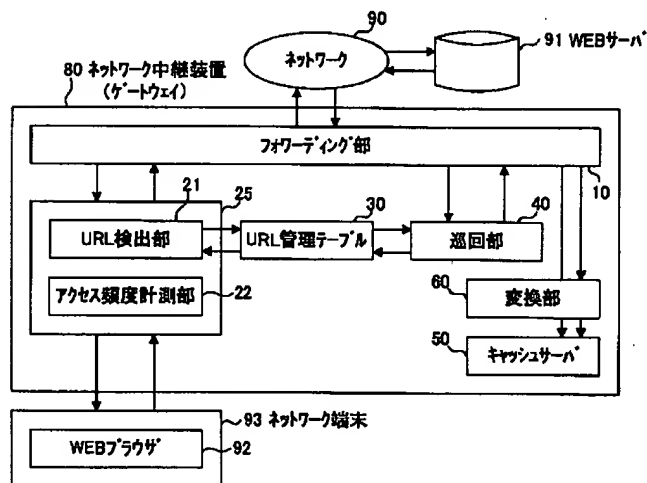 90
ネットワーク
91 WEBサーバ
80 ネットワーク中継装置
(ゲートウェイ)
フォワーディング部
10
21
25
30
40
URL検出部
URL管理テーブル
巡回部
アクセス頻度計測部
22
60
変換部
50
キャッシュサーバ
93 ネットワーク端末
WEBブラウザ
92